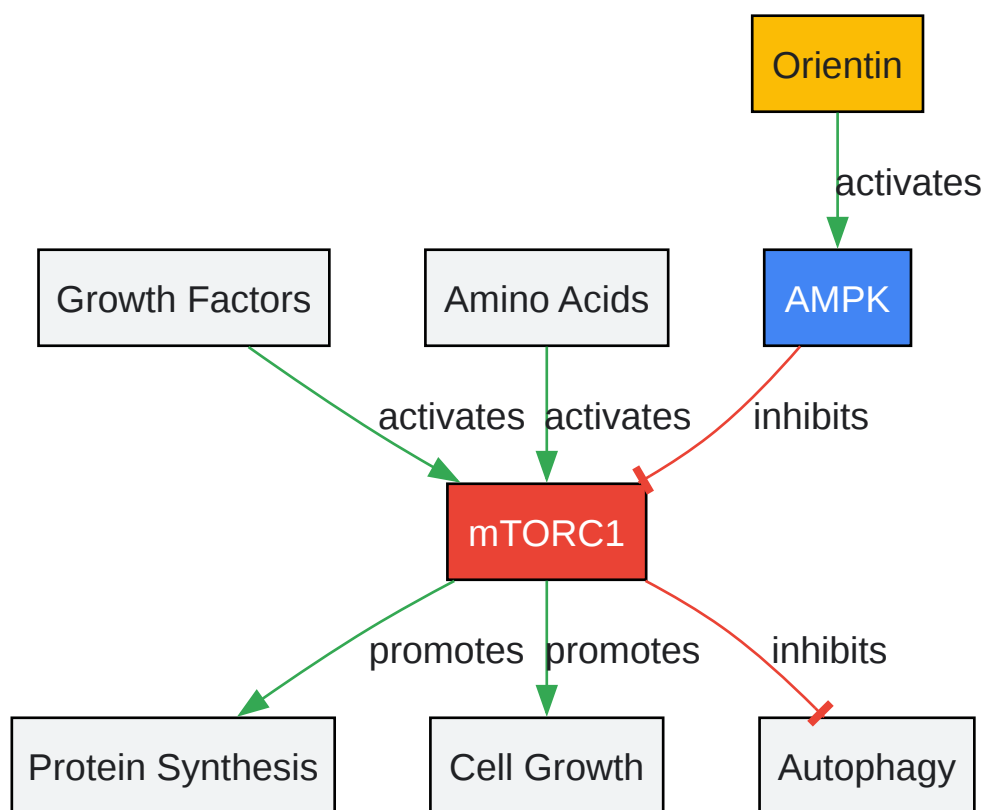 Orientin
activates
Growth Factors
Amino Acids
AMPK
activates
activates
inhibits
mTORC1
promotes
promotes
inhibits
Protein Synthesis
Cell Growth
Autophagy